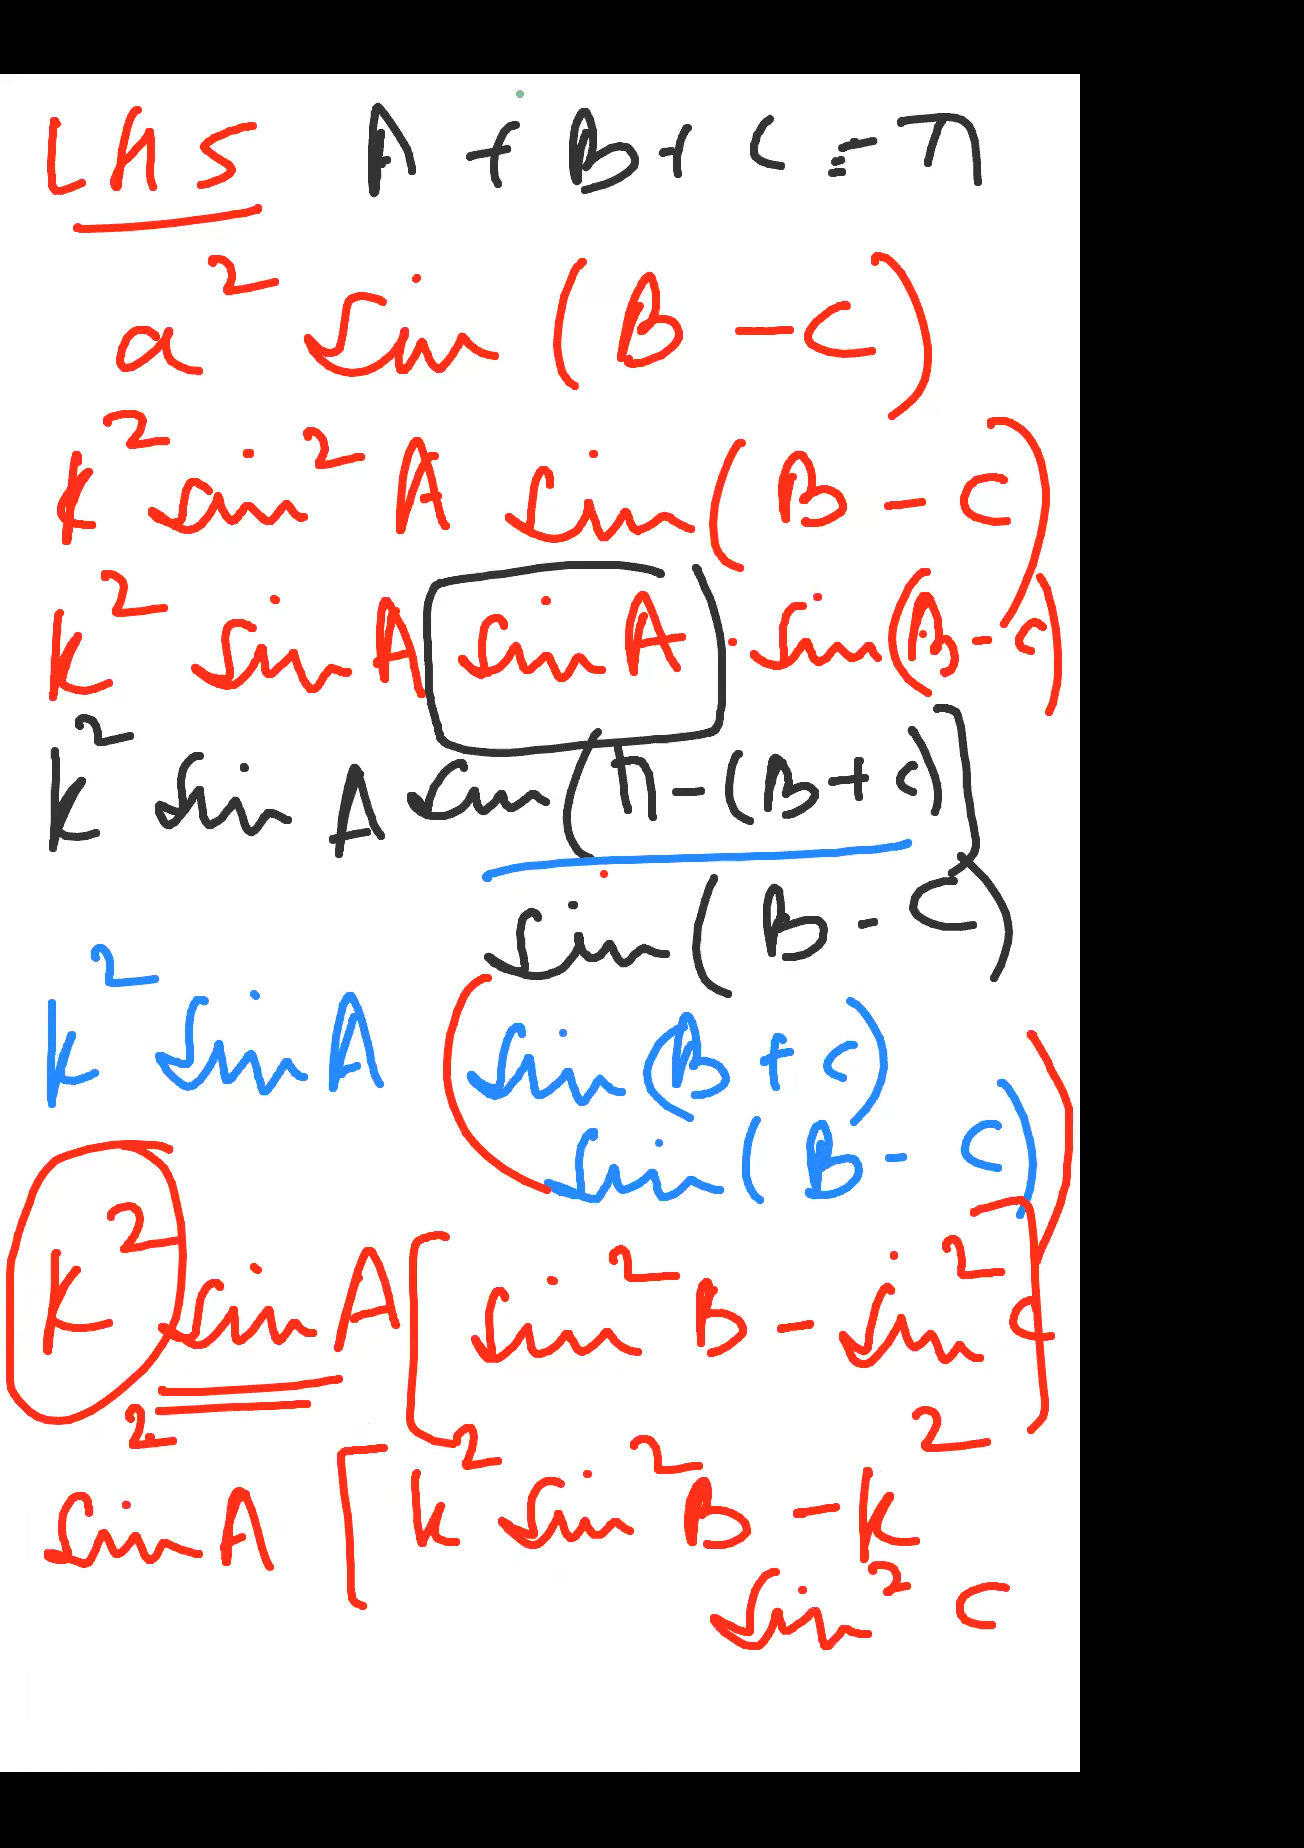 LHS A + B + C = π
a² sin (B - C)
k² sin² A sin (B - C)
k² sin A sin A · sin (B - C)
k² sin A sin (π - (B + C)]
sin (B - C)
k² sin A (sin (B + C)
sin (B - C))
k² sin A [sin² B - sin² C]
sin A [k² sin² B - k²
sin² C